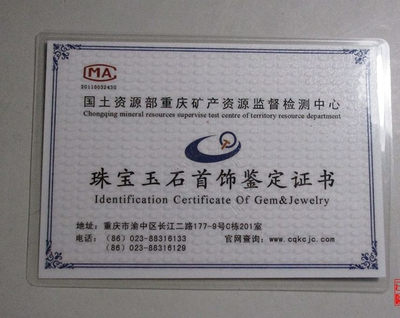 CMA
20110032430
国土资源部重庆矿产资源监督检测中心
Chongqing mineral resources supervise test centre of territory resource department
珠宝玉石首饰鉴定证书
Identification Certificate Of Gem&Jewelry
地址：重庆市渝中区长江二路177-9号C栋201室
电话：（86）023-88316133 官网查询：www.cqkcjc.com
（86）023-88316129